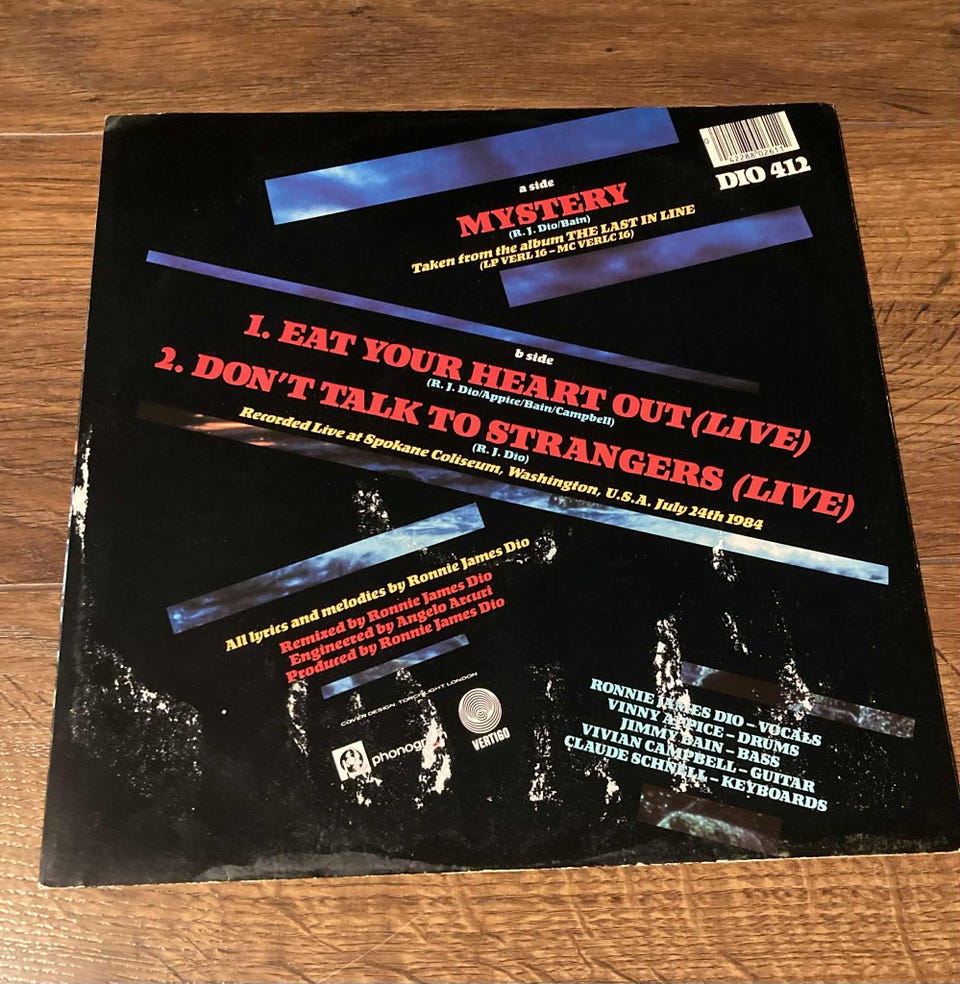 0 42288 02611
DIO 412
a side
MYSTERY
(R. J. Dio/Bain)
Taken from the album THE LAST IN LINE
(LP VERL 16 – MC VERLC 16)
b side
1. EAT YOUR HEART OUT (LIVE)
(R. J. Dio/Appice/Bain/Campbell)
2. DON'T TALK TO STRANGERS (LIVE)
(R. J. Dio)
Recorded Live at Spokane Coliseum, Washington, U.S.A. July 24th 1984
All lyrics and melodies by Ronnie James Dio
Remixed by Ronnie James Dio
Engineered by Angelo Arcuri
Produced by Ronnie James Dio
COVER DESIGN, TORCHLIGHT LONDON
phonogram
VERTIGO
RONNIE JAMES DIO – VOCALS
VINNY APPICE – DRUMS
JIMMY BAIN – BASS
VIVIAN CAMPBELL – GUITAR
CLAUDE SCHNELL – KEYBOARDS